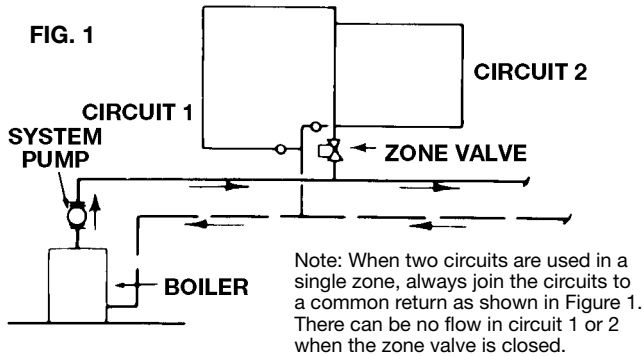 FIG. 1
CIRCUIT 2
CIRCUIT 1
SYSTEM
PUMP
ZONE VALVE
BOILER
Note: When two circuits are used in a
single zone, always join the circuits to
a common return as shown in Figure 1.
There can be no flow in circuit 1 or 2
when the zone valve is closed.